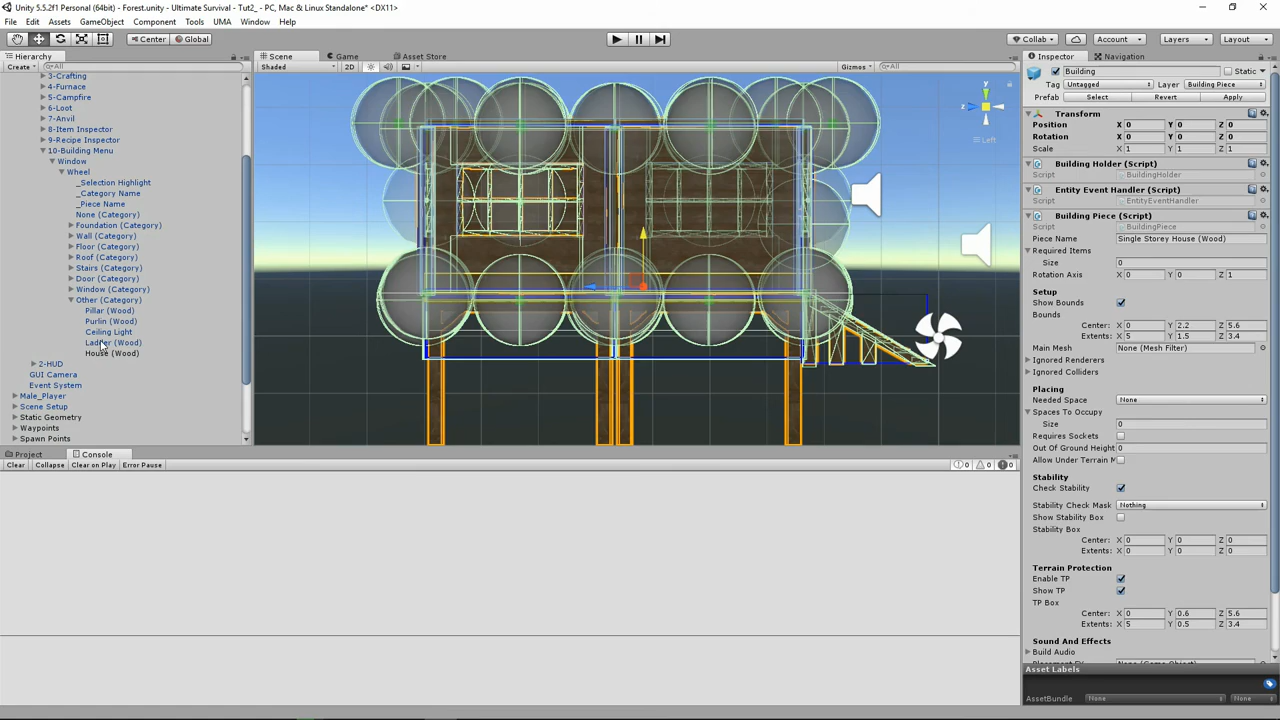 Unity 5.5.2f1 Personal (64bit) - Forest.unity - Ultimate Survival - Tut2_ - PC, Mac & Linux Standalone* <DX11>
File Edit Assets GameObject Component Tools UMA Window Help
Center Global Collab Account Layers Layout
Hierarchy Scene Game Asset Store Inspector Navigation
Create All Shaded 2D Gizmos All
3-Crafting
4-Furnace
5-Campfire
6-Loot
7-Anvil
8-Item Inspector
9-Recipe Inspector
10-Building Menu
Window
Wheel
_Selection Highlight
_Category Name
_Piece Name
None (Category)
Foundation (Category)
Wall (Category)
Floor (Category)
Roof (Category)
Stairs (Category)
Door (Category)
Window (Category)
Other (Category)
Pillar (Wood)
Purlin (Wood)
Ceiling Light
Ladder (Wood)
House (Wood)
2-HUD
GUI Camera
Event System
Male_Player
Scene Setup
Static Geometry
Waypoints
Spawn Points
y
z
Left
Project Console
Clear Collapse Clear on Play Error Pause 0 0 0
Building Static
Tag Untagged Layer Building Piece
Prefab Select Revert Apply
Transform
Position X 0 Y 0 Z 0
Rotation X 0 Y 0 Z 0
Scale X 1 Y 1 Z 1
Building Holder (Script)
Script BuildingHolder
Entity Event Handler (Script)
Script EntityEventHandler
Building Piece (Script)
Script BuildingPiece
Piece Name Single Storey House (Wood)
Required Items
Size 0
Rotation Axis X 0 Y 0 Z 1
Setup
Show Bounds
Bounds
Center: X 0 Y 2.2 Z 5.6
Extents: X 5 Y 1.5 Z 3.4
Main Mesh None (Mesh Filter)
Ignored Renderers
Ignored Colliders
Placing
Needed Space None
Spaces To Occupy
Size 0
Requires Sockets
Out Of Ground Height 0
Allow Under Terrain M
Stability
Check Stability
Stability Check Mask Nothing
Show Stability Box
Stability Box
Center: X 0 Y 0 Z 0
Extents: X 0 Y 0 Z 0
Terrain Protection
Enable TP
Show TP
TP Box
Center: X 0 Y 0.6 Z 5.6
Extents: X 5 Y 0.5 Z 3.4
Sound And Effects
Build Audio
Asset Labels
AssetBundle None None